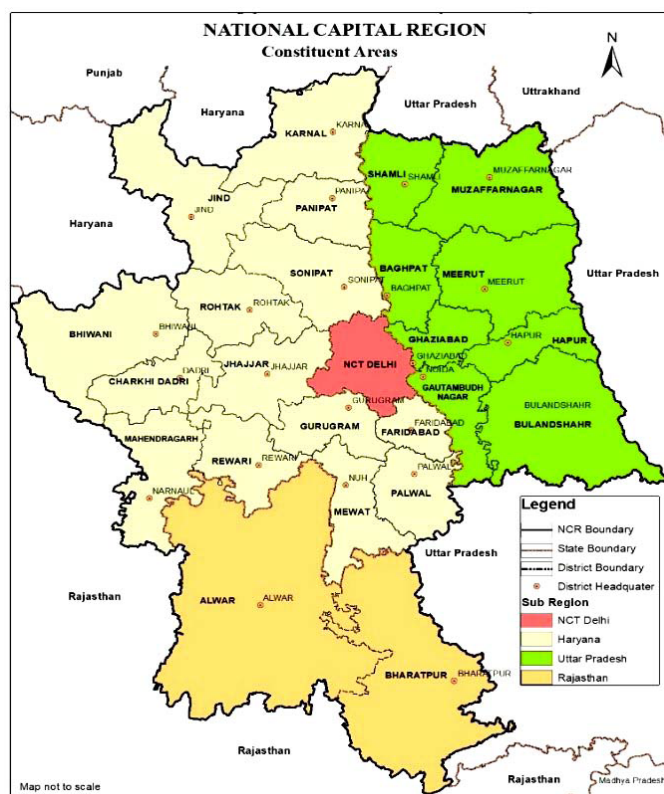 NATIONAL CAPITAL REGION
Constituent Areas
N
Punjab
Haryana
Uttar Pradesh
Uttrakhand
KARNAL
KARNA
SHAMLI
SHAMLI
MUZAFFARNAGAR
MUZAFFARNAGAR
JIND
JIND
PANIPAT
PANIPA
Haryana
SONIPAT
SONIPAT
BAGHPAT
BAGHPAT
MEERUT
MEERUT
Uttar Pradesh
ROHTAK
ROHTAK
BHIWANI
BHIWANI
GHAZIABAD
GHAZIABAD
HAPUR
HAPUR
NCT DELHI
JHAJJAR
JHAJJAR
CHARKHI DADRI
DADRI
NOIDA
GAUTAMBUDH
NAGAR
BULANDSHAHR
BULANDSHAHR
GURUGRAM
GURUGRAM
FARIDABAD
FARIDABAD
MAHENDRAGARH
REWARI
REWARI
NUH
MEWAT
PALWAL
PALWAL
NARNAUL
Uttar Pradesh
Rajasthan
ALWAR
ALWAR
BHARATPUR
BHARATPUR
Rajasthan
Rajasthan
Madhya Pradesh
Legend
NCR Boundary
State Boundary
District Boundary
District Headquater
Sub Region
NCT Delhi
Haryana
Uttar Pradesh
Rajasthan
Map not to scale